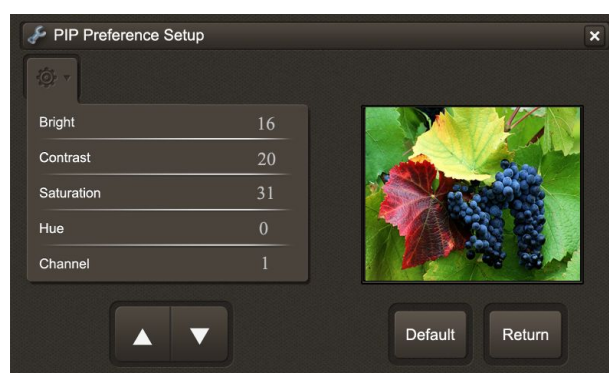 PIP Preference Setup
Bright 16
Contrast 20
Saturation 31
Hue 0
Channel 1
Default Return